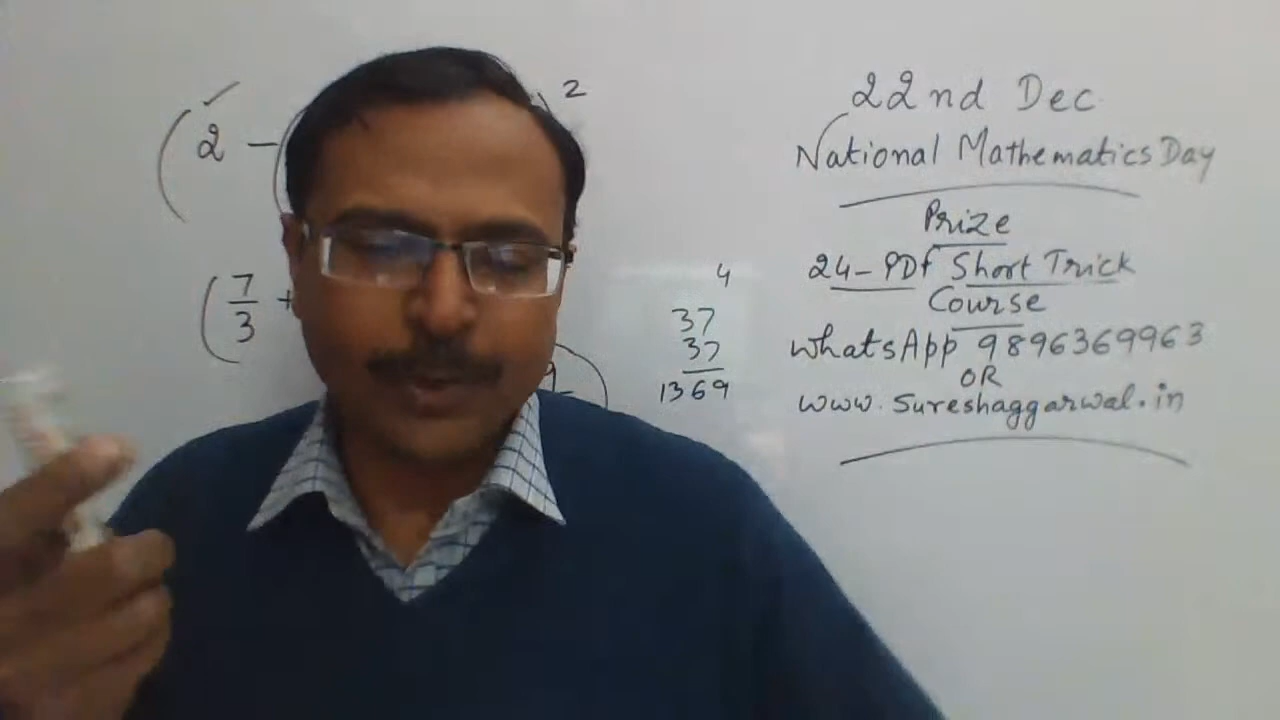 (2 - ( )²
(7/3 +
4
37
37
1369
22nd Dec
National Mathematics Day
Prize
24-PDf Short Trick
Course
WhatsApp 9896369963
OR
www.sureshaggarwal.in